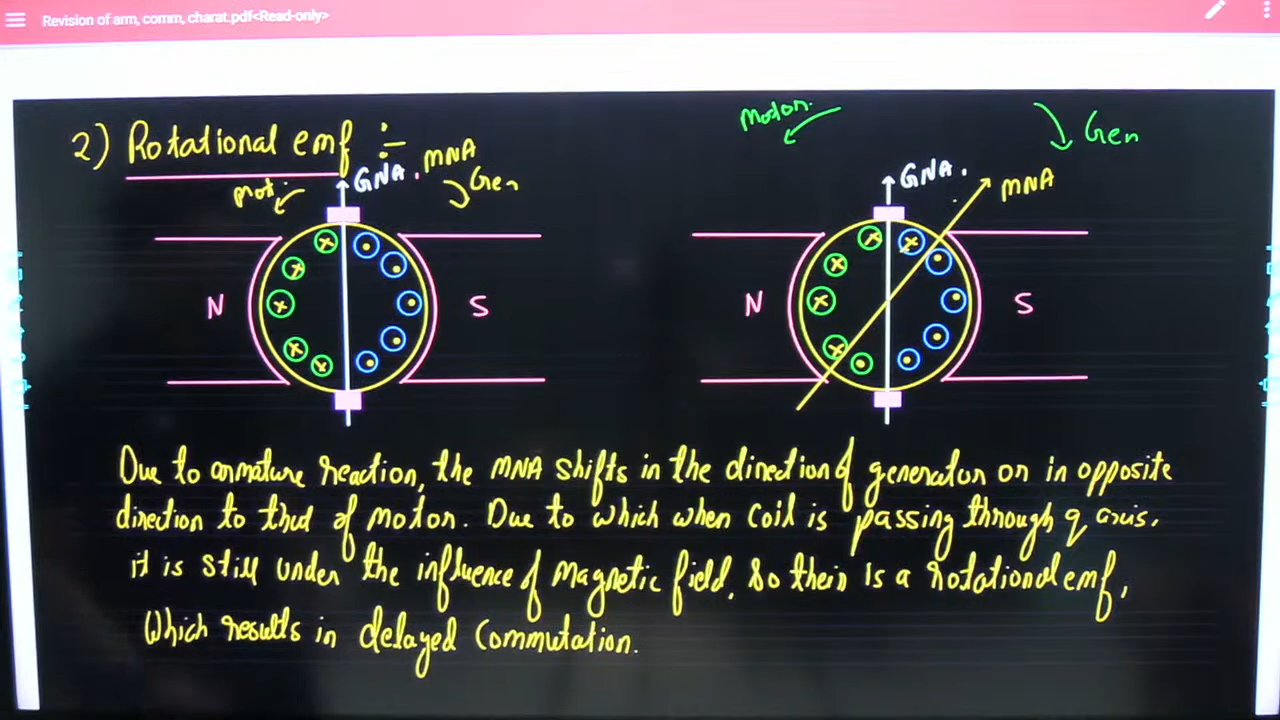 Revision of arm, comm, charat.pdf<Read-only>
2) Rotational emf :-
GNA, MNA
Mot.
Gen
N
S
Motor.
Gen
GNA.
MNA
N
S
Due to armature reaction, the MNA shifts in the direction of generator or in opposite
direction to that of motor. Due to which when coil is passing through q axis,
it is still under the influence of magnetic field, so their is a rotational emf,
Which results in delayed commutation.